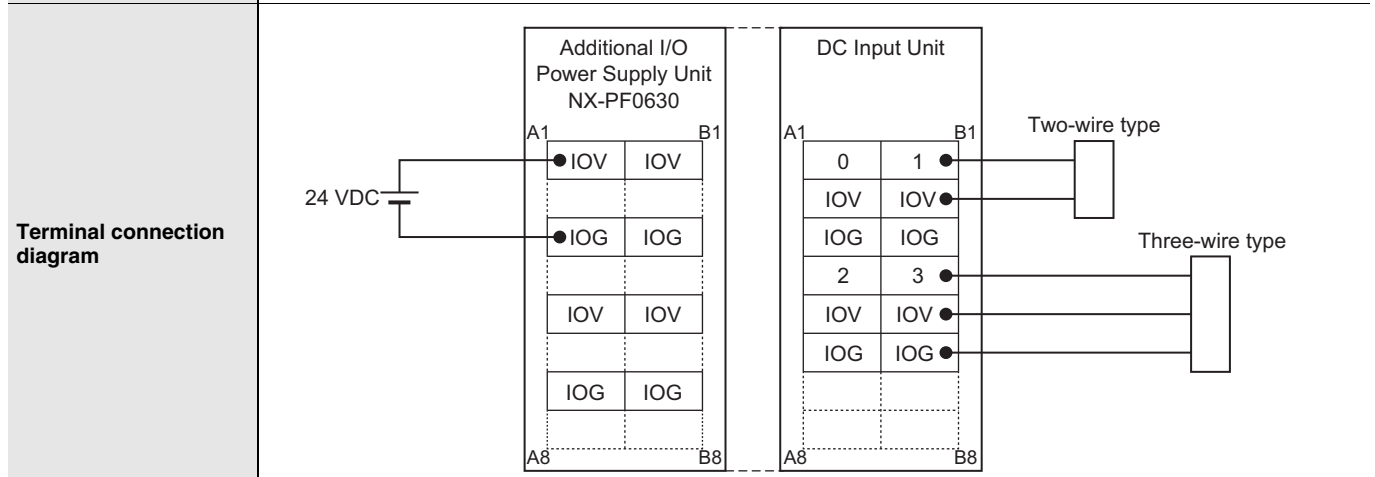 Terminal connection
diagram
24 VDC
Additional I/O
Power Supply Unit
NX-PF0630
A1 B1
IOV IOV
IOG IOG
IOV IOV
IOG IOG
A8 B8
DC Input Unit
A1 B1
0 1
IOV IOV
IOG IOG
2 3
IOV IOV
IOG IOG
A8 B8
Two-wire type
Three-wire type